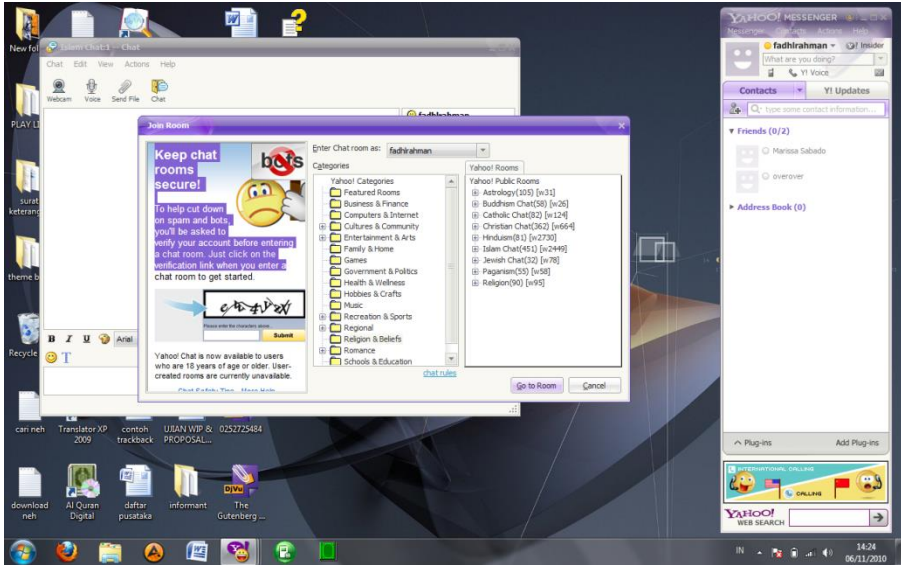 New fol
PLAY LI
surat
keterang
theme b
Recycle
Islam Chat:1 -- Chat
Chat Edit View Actions Help
Webcam Voice Send File Chat
fadhlrahman
B I U Arial
T
Join Room
Keep chat
rooms
secure!
bots
To help cut down
on spam and bots,
you'll be asked to
verify your account before entering
a chat room. Just click on the
verification link when you enter a
chat room to get started.
Please enter the characters above
Submit
Yahoo! Chat is now available to users
who are 18 years of age or older. User-
created rooms are currently unavailable.
Chat Safety Tips - More Help
Enter Chat room as: fadhlrahman
Categories
Yahoo! Categories
Featured Rooms
Business & Finance
Computers & Internet
Cultures & Community
Entertainment & Arts
Family & Home
Games
Government & Politics
Health & Wellness
Hobbies & Crafts
Music
Recreation & Sports
Regional
Religion & Beliefs
Romance
Schools & Education
Yahoo! Rooms
Yahoo! Public Rooms
Astrology(105) [w31]
Buddhism Chat(58) [w26]
Catholic Chat(82) [w124]
Christian Chat(362) [w664]
Hinduism(81) [w2730]
Islam Chat(451) [w2449]
Jewish Chat(32) [w78]
Paganism(55) [w58]
Religion(90) [w95]
chat rules
Go to Room Cancel
YAHOO! MESSENGER
Messenger Contacts Actions Help
fadhlrahman Y! Insider
What are you doing?
Y! Voice
Contacts Y! Updates
type some contact information...
Friends (0/2)
Marissa Sabado
overover
Address Book (0)
Plug-ins Add Plug-ins
INTERNATIONAL CALLING
CALLING
YAHOO!
WEB SEARCH
cari neh
Translator XP
2009
contoh
trackback
UJIAN WIP &
PROPOSAL...
0252725484
download
neh
Al Quran
Digital
daftar
pustaka
informant
DjVu
The
Gutenberg ...
IN
14:24
06/11/2010